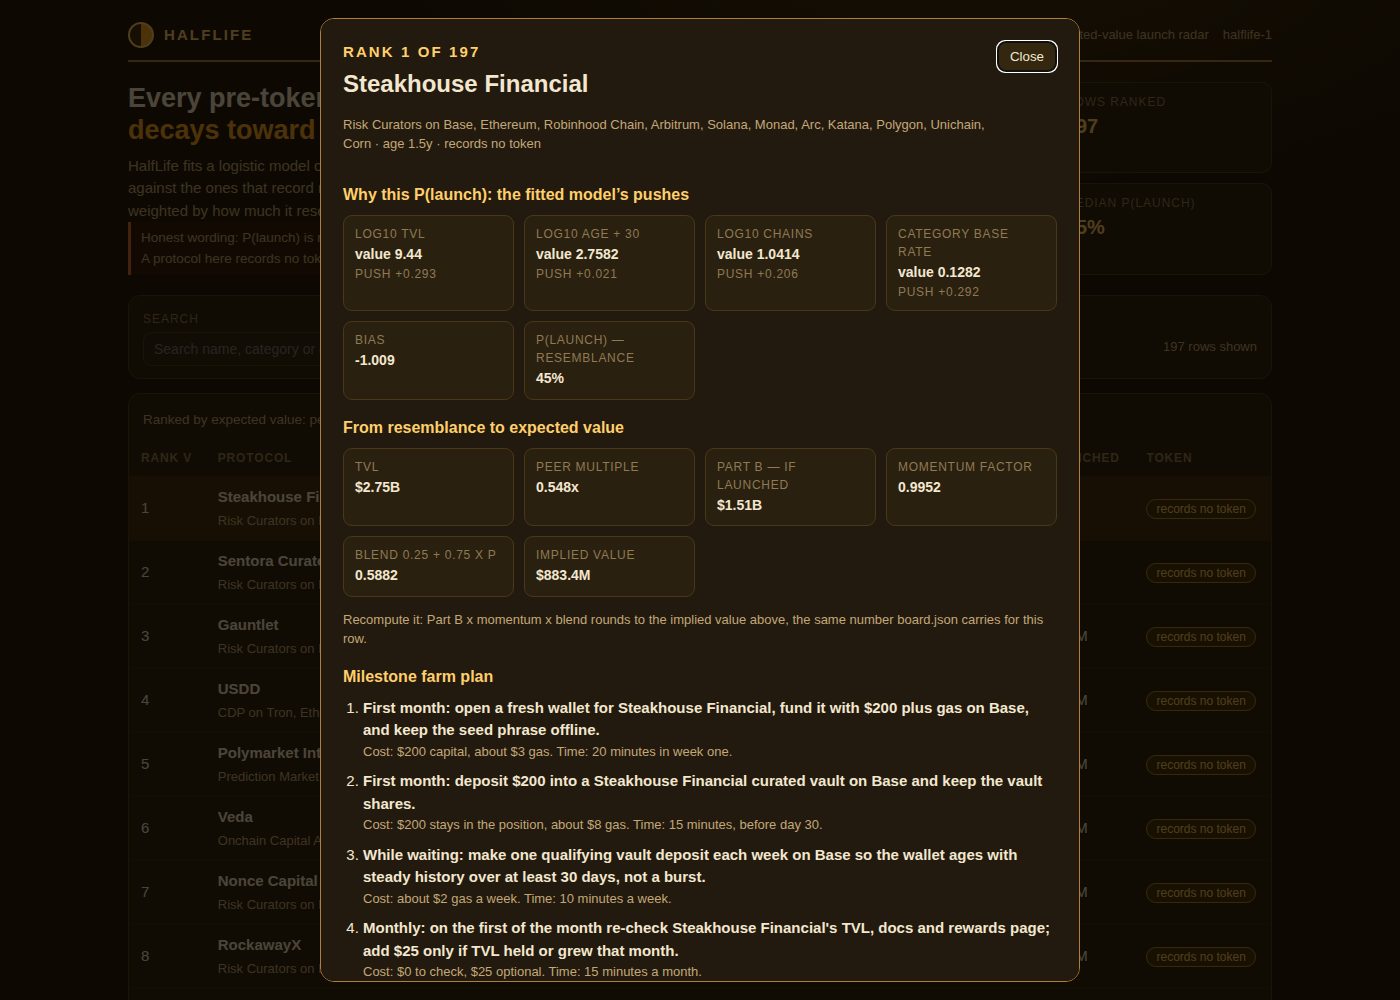 HALFLIFE
ted-value launch radar halflife-1
Every pre-token
decays toward
HalfLife fits a logistic model
against the ones that record
weighted by how much it
Honest wording: P(launch) is
A protocol here records no
OWS RANKED
97
EDIAN P(LAUNCH)
5%
SEARCH
Search name, category or
197 rows shown
Ranked by expected value:
RANK V PROTOCOL
CHED TOKEN
1 Steakhouse Fi
Risk Curators on
records no token
2 Sentora Curat
Risk Curators on
records no token
3 Gauntlet
Risk Curators on
M records no token
4 USDD
CDP on Tron, Eth
M records no token
5 Polymarket Int
Prediction Market
M records no token
6 Veda
Onchain Capital A
M records no token
7 Nonce Capital
Risk Curators on
M records no token
8 RockawayX
Risk Curators on
M records no token
RANK 1 OF 197
Close
Steakhouse Financial
Risk Curators on Base, Ethereum, Robinhood Chain, Arbitrum, Solana, Monad, Arc, Katana, Polygon, Unichain,
Corn · age 1.5y · records no token
Why this P(launch): the fitted model’s pushes
LOG10 TVL
value 9.44
PUSH +0.293
LOG10 AGE + 30
value 2.7582
PUSH +0.021
LOG10 CHAINS
value 1.0414
PUSH +0.206
CATEGORY BASE
RATE
value 0.1282
PUSH +0.292
BIAS
-1.009
P(LAUNCH) —
RESEMBLANCE
45%
From resemblance to expected value
TVL
$2.75B
PEER MULTIPLE
0.548x
PART B — IF
LAUNCHED
$1.51B
MOMENTUM FACTOR
0.9952
BLEND 0.25 + 0.75 X P
0.5882
IMPLIED VALUE
$883.4M
Recompute it: Part B x momentum x blend rounds to the implied value above, the same number board.json carries for this
row.
Milestone farm plan
1. First month: open a fresh wallet for Steakhouse Financial, fund it with $200 plus gas on Base,
and keep the seed phrase offline.
Cost: $200 capital, about $3 gas. Time: 20 minutes in week one.
2. First month: deposit $200 into a Steakhouse Financial curated vault on Base and keep the vault
shares.
Cost: $200 stays in the position, about $8 gas. Time: 15 minutes, before day 30.
3. While waiting: make one qualifying vault deposit each week on Base so the wallet ages with
steady history over at least 30 days, not a burst.
Cost: about $2 gas a week. Time: 10 minutes a week.
4. Monthly: on the first of the month re-check Steakhouse Financial's TVL, docs and rewards page;
add $25 only if TVL held or grew that month.
Cost: $0 to check, $25 optional. Time: 15 minutes a month.